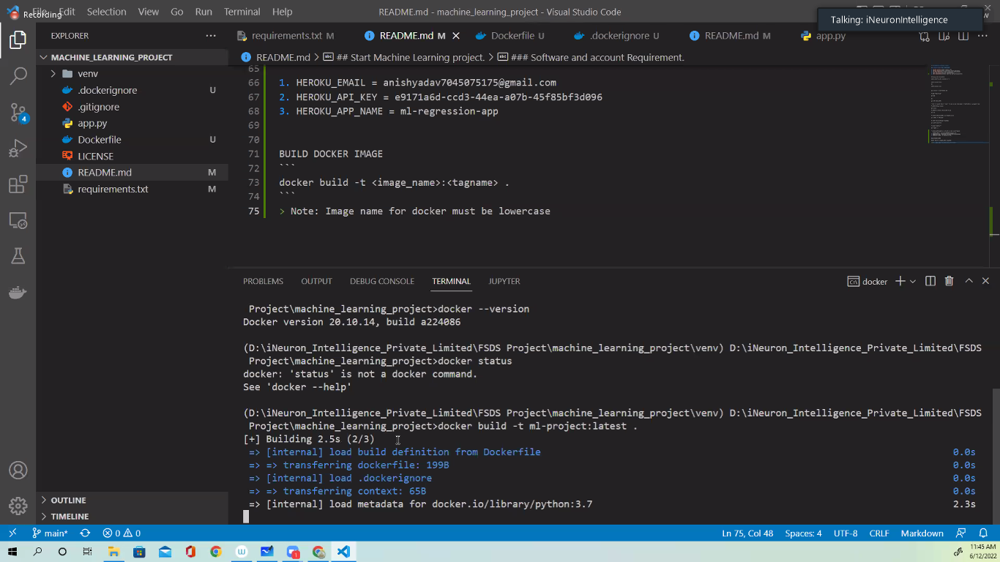 Recording
File Edit Selection View Go Run Terminal Help
README.md - machine_learning_project - Visual Studio Code
Talking: iNeuronIntelligence
EXPLORER
requirements.txt M
README.md M
Dockerfile U
.dockerignore U
README.md M
app.py
MACHINE_LEARNING_PROJECT
README.md > ## Start Machine Learning project. > ### Software and account Requirement.
venv
.dockerignore U
.gitignore
app.py
Dockerfile U
LICENSE
README.md M
requirements.txt M
65
66 1. HEROKU_EMAIL = anishyadav7045075175@gmail.com
67 2. HEROKU_API_KEY = e9171a6d-ccd3-44ea-a07b-45f85bf3d096
68 3. HEROKU_APP_NAME = ml-regression-app
69
70
71 BUILD DOCKER IMAGE
72 ```
73 docker build -t <image_name>:<tagname> .
74 ```
75 > Note: Image name for docker must be lowercase
PROBLEMS OUTPUT DEBUG CONSOLE TERMINAL JUPYTER
docker
Project\machine_learning_project>docker --version
Docker version 20.10.14, build a224086
(D:\iNeuron_Intelligence_Private_Limited\FSDS Project\machine_learning_project\venv) D:\iNeuron_Intelligence_Private_Limited\FSDS
Project\machine_learning_project>docker status
docker: 'status' is not a docker command.
See 'docker --help'
(D:\iNeuron_Intelligence_Private_Limited\FSDS Project\machine_learning_project\venv) D:\iNeuron_Intelligence_Private_Limited\FSDS
Project\machine_learning_project>docker build -t ml-project:latest .
[+] Building 2.5s (2/3)
=> [internal] load build definition from Dockerfile 0.0s
=> => transferring dockerfile: 199B 0.0s
=> [internal] load .dockerignore 0.0s
=> => transferring context: 65B 0.0s
=> [internal] load metadata for docker.io/library/python:3.7 2.3s
4
OUTLINE
TIMELINE
main* 0 0
Ln 75, Col 48 Spaces: 4 UTF-8 CRLF Markdown
11:45 AM
6/12/2022